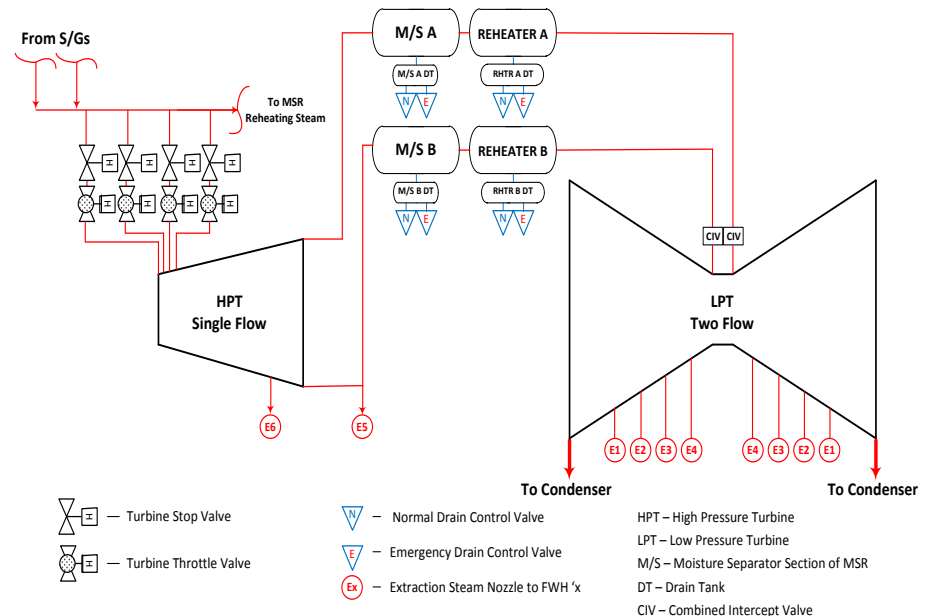 From S/Gs
To MSR
Reheating Steam
M/S A
REHEATER A
M/S A DT
RHTR A DT
N
E
N
E
M/S B
REHEATER B
M/S B DT
RHTR B DT
N
E
N
E
H
H
H
H
H
H
H
H
CIV
CIV
HPT
Single Flow
LPT
Two Flow
E6
E5
E1
E2
E3
E4
E4
E3
E2
E1
To Condenser
To Condenser
H
– Turbine Stop Valve
H
– Turbine Throttle Valve
N
– Normal Drain Control Valve
E
– Emergency Drain Control Valve
Ex
– Extraction Steam Nozzle to FWH ‘x
HPT – High Pressure Turbine
LPT – Low Pressure Turbine
M/S – Moisture Separator Section of MSR
DT – Drain Tank
CIV – Combined Intercept Valve